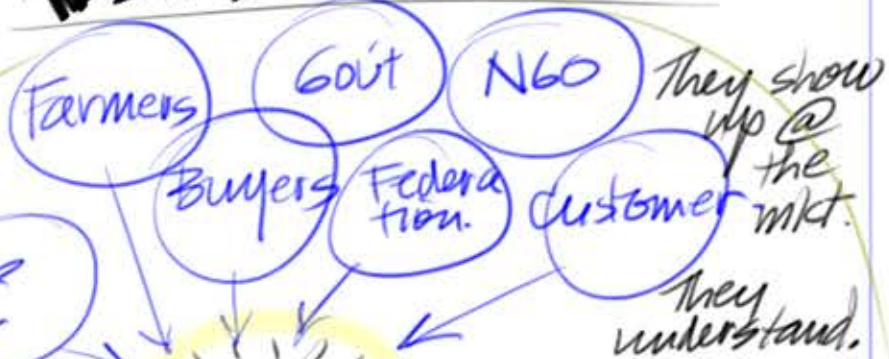 Farmers
Gov't
NGO
Buyers
Federa
tion.
Customer
They show
up @
the
mkt.
They
understand.